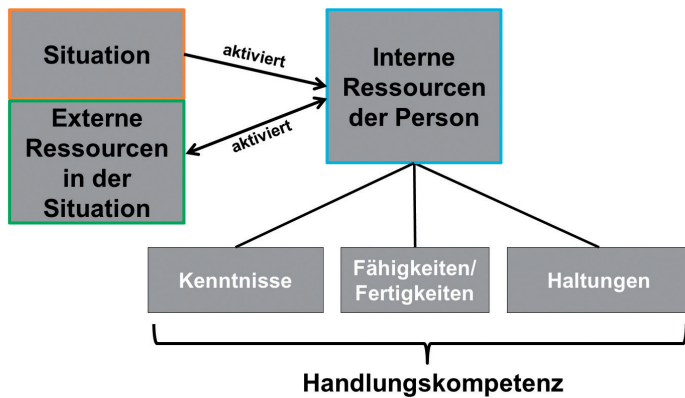 Situation
aktiviert
Interne
Ressourcen
der Person
Externe
Ressourcen
in der
Situation
aktiviert
Kenntnisse
Fähigkeiten/
Fertigkeiten
Haltungen
Handlungskompetenz